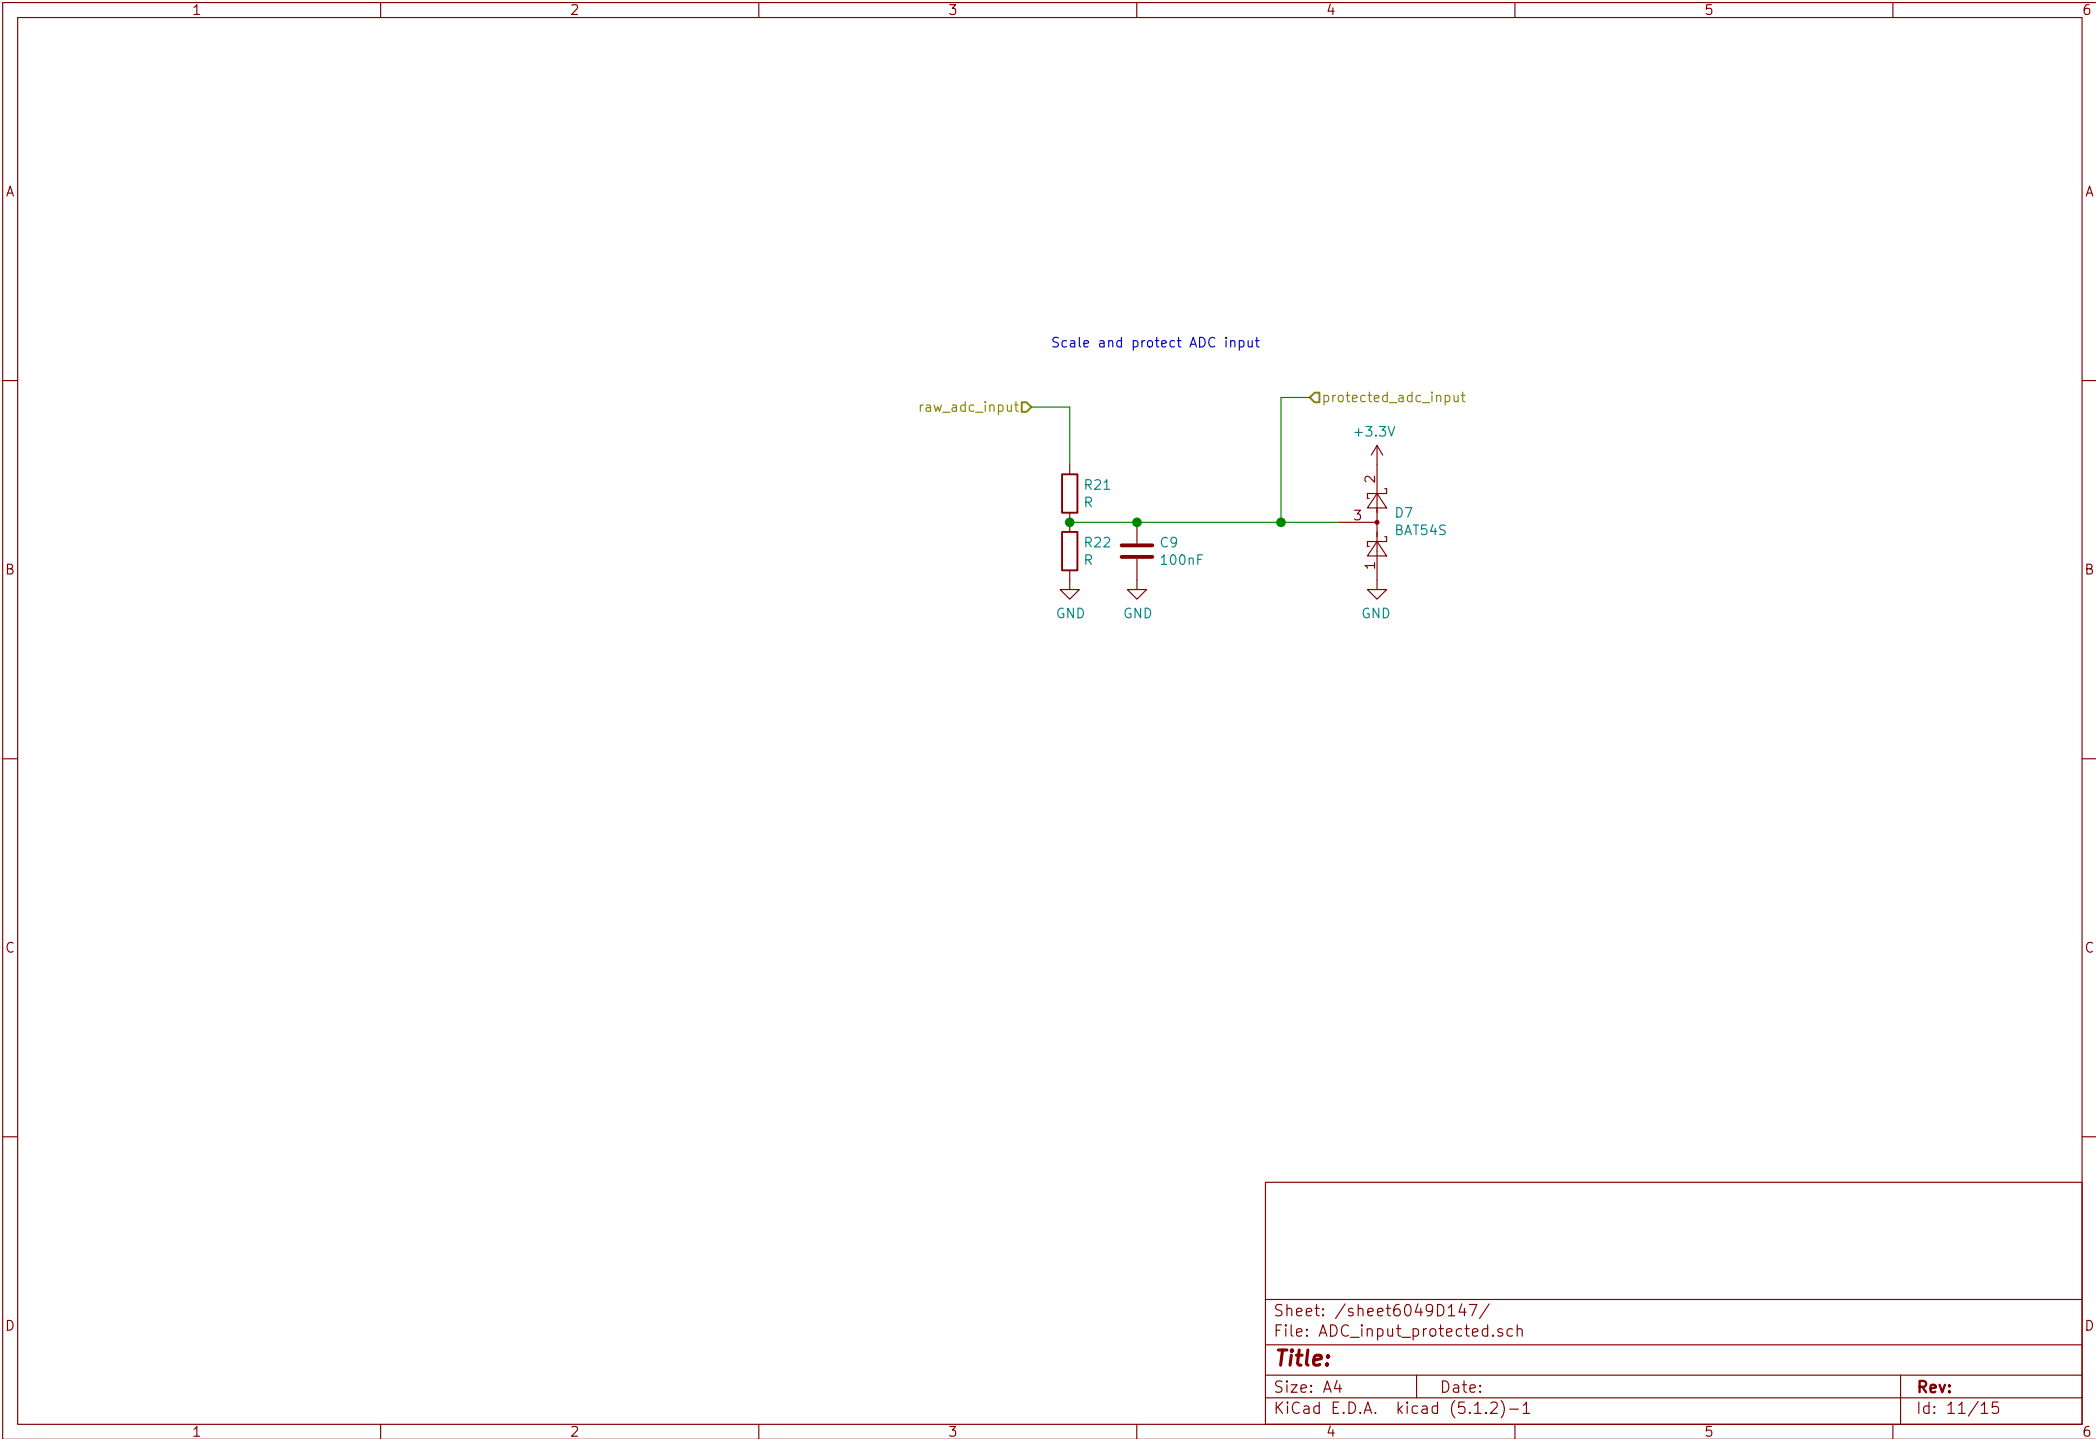 1 2 3 4 5 6
A A
Scale and protect ADC input
raw_adc_input
protected_adc_input
+3.3V
2
R21
R
3
D7
BAT54S
R22
R
C9
100nF
1
GND GND GND
B B
C C
D D
Sheet: /sheet6049D147/
File: ADC_input_protected.sch
Title:
Size: A4 Date: Rev:
KiCad E.D.A. kicad (5.1.2)-1 Id: 11/15
1 2 3 4 5 6